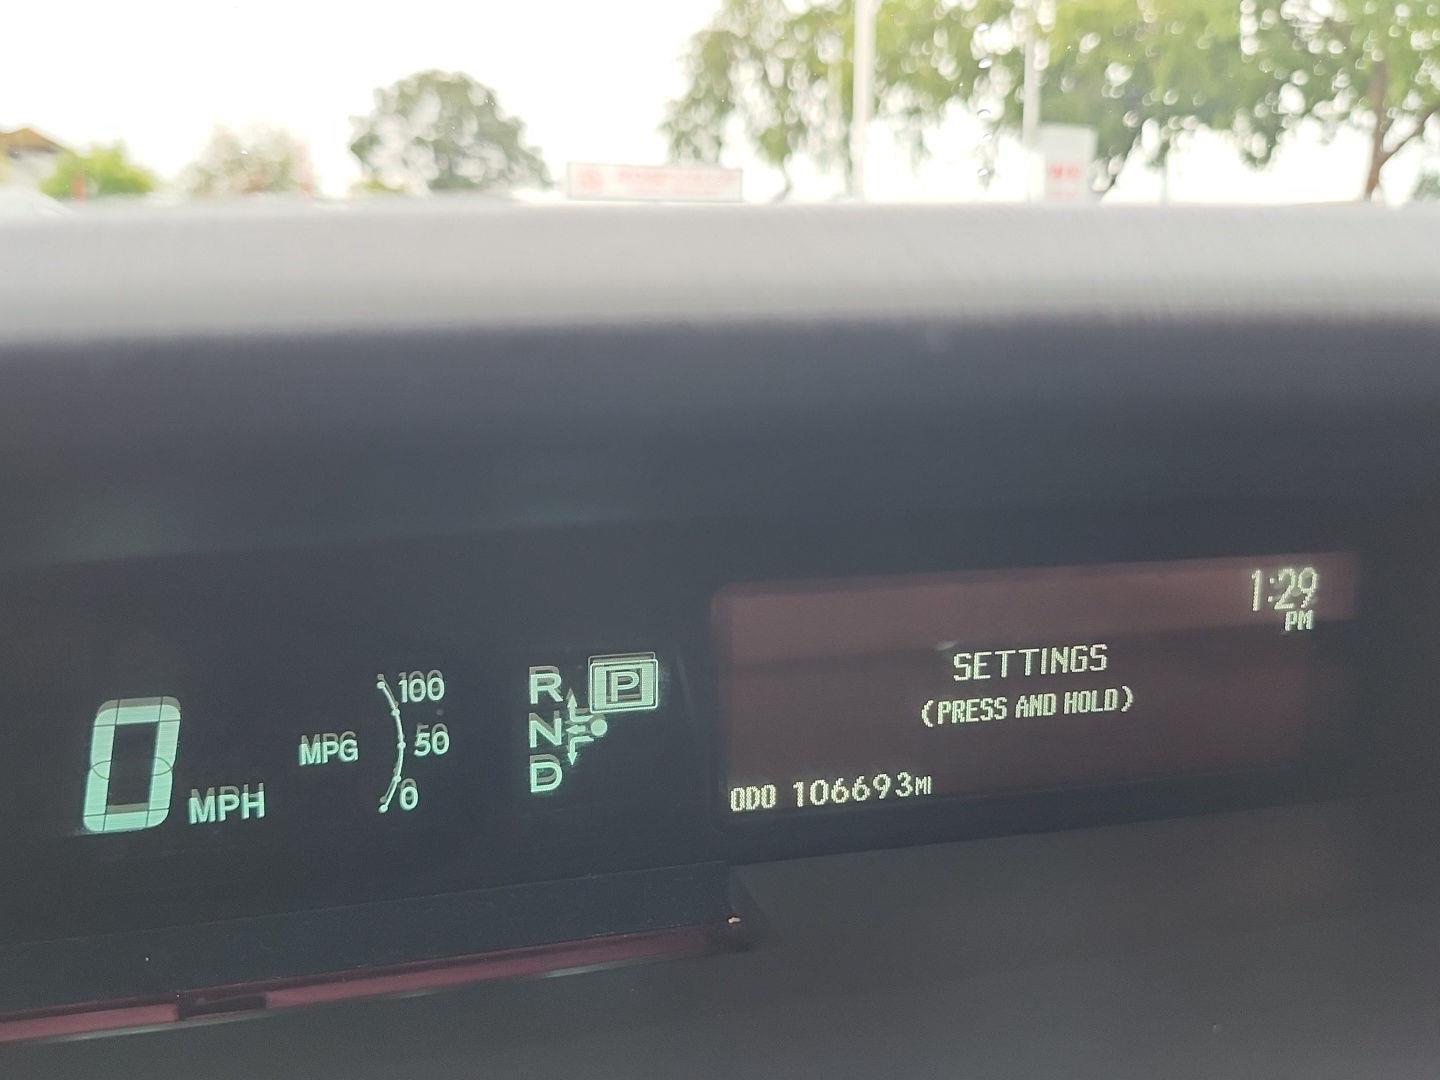 0 MPH
MPG
100
50
0
R
N
D
P
1:29
PM
SETTINGS
(PRESS AND HOLD)
ODO 106693MI